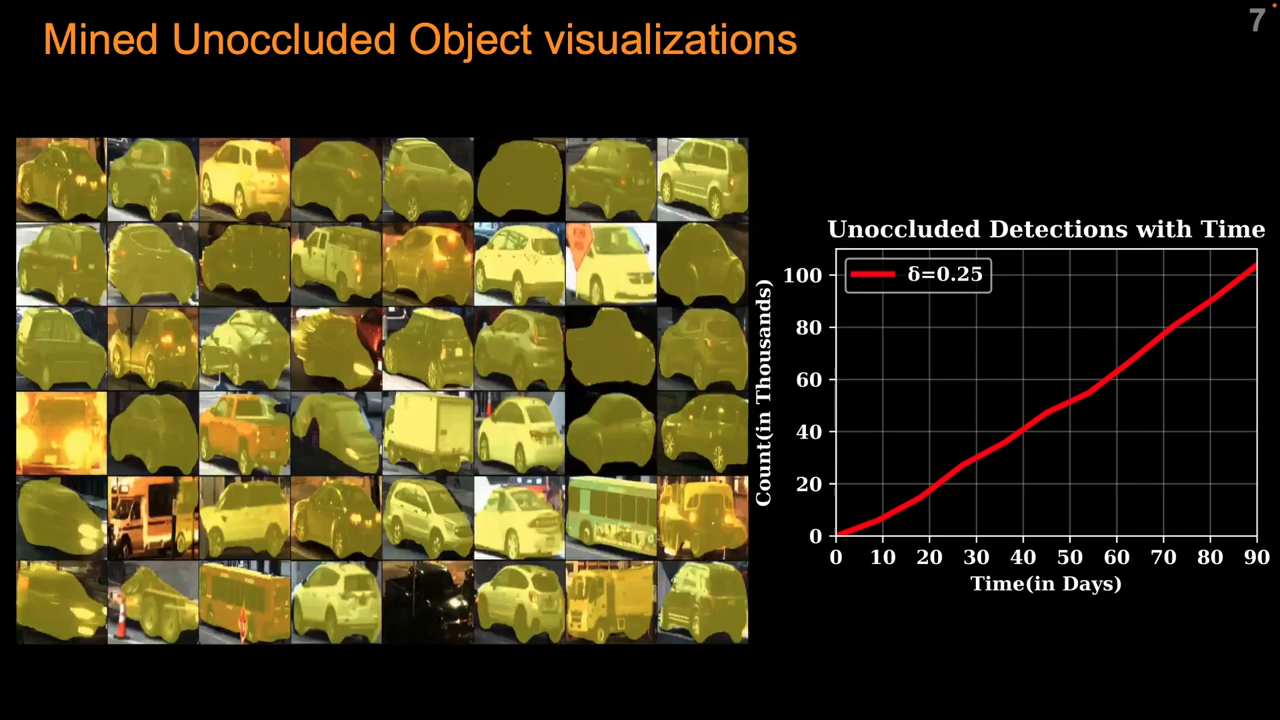 Mined Unoccluded Object visualizations
7
Unoccluded Detections with Time
δ=0.25
Count(in Thousands)
100
80
60
40
20
0
0 10 20 30 40 50 60 70 80 90
Time(in Days)